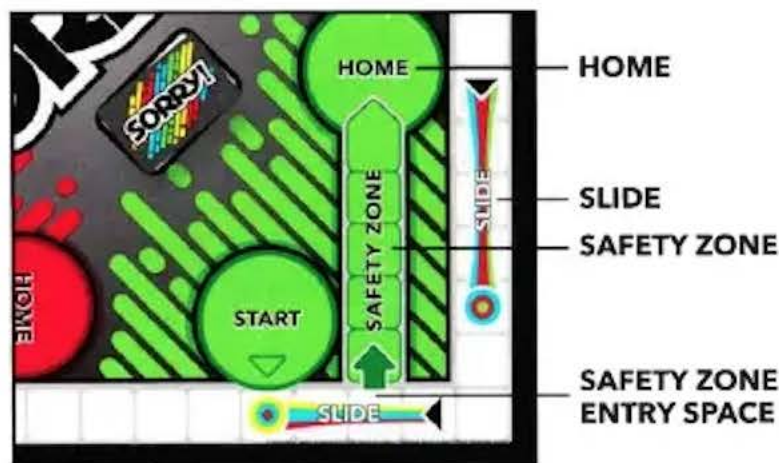 SORRY!
HOME
HOME
SLIDE
SLIDE
SAFETY ZONE
SAFETY ZONE
HOME
START
SLIDE
SAFETY ZONE
ENTRY SPACE